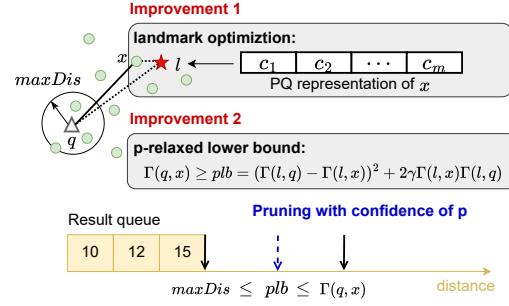 Improvement 1
landmark optimiztion:
x
l
c₁ c₂ ⋯ cₘ
PQ representation of x
maxDis
q
Improvement 2
p-relaxed lower bound:
Γ(q, x) ≥ plb = (Γ(l, q) − Γ(l, x))² + 2γΓ(l, x)Γ(l, q)
Pruning with confidence of p
Result queue
10 12 15
distance
maxDis ≤ plb ≤ Γ(q, x)